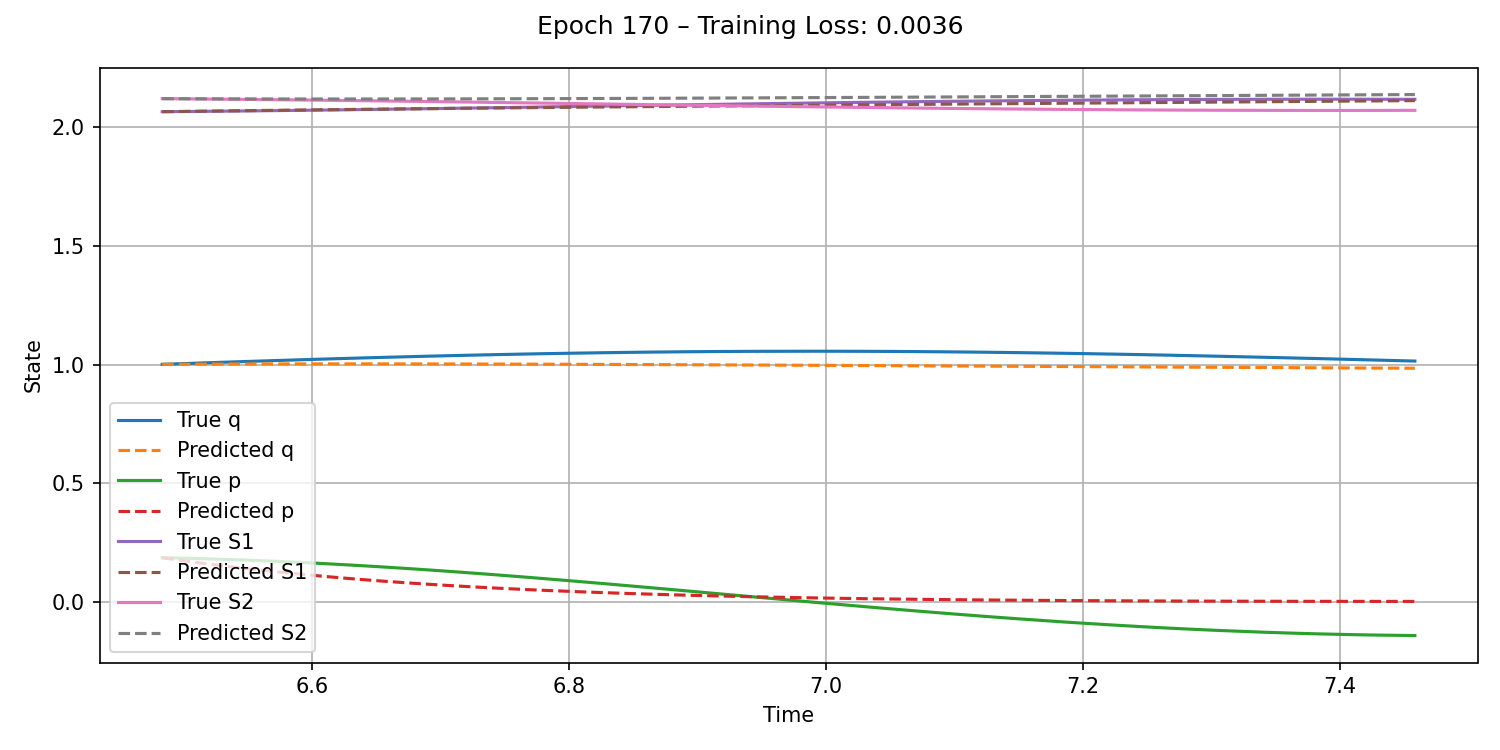 Epoch 170 – Training Loss: 0.0036
State
2.0
1.5
1.0
0.5
0.0
True q
Predicted q
True p
Predicted p
True S1
Predicted S1
True S2
Predicted S2
6.6 6.8 7.0 7.2 7.4
Time